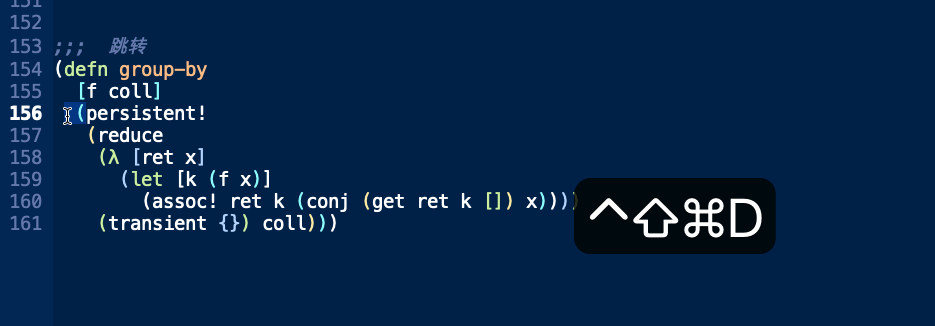 151
152
153 ;;; 跳转
154 (defn group-by
155   [f coll]
156   (persistent!
157    (reduce
158     (λ [ret x]
159       (let [k (f x)]
160         (assoc! ret k (conj (get ret k []) x))))
161     (transient {}) coll)))
^⇧⌘D